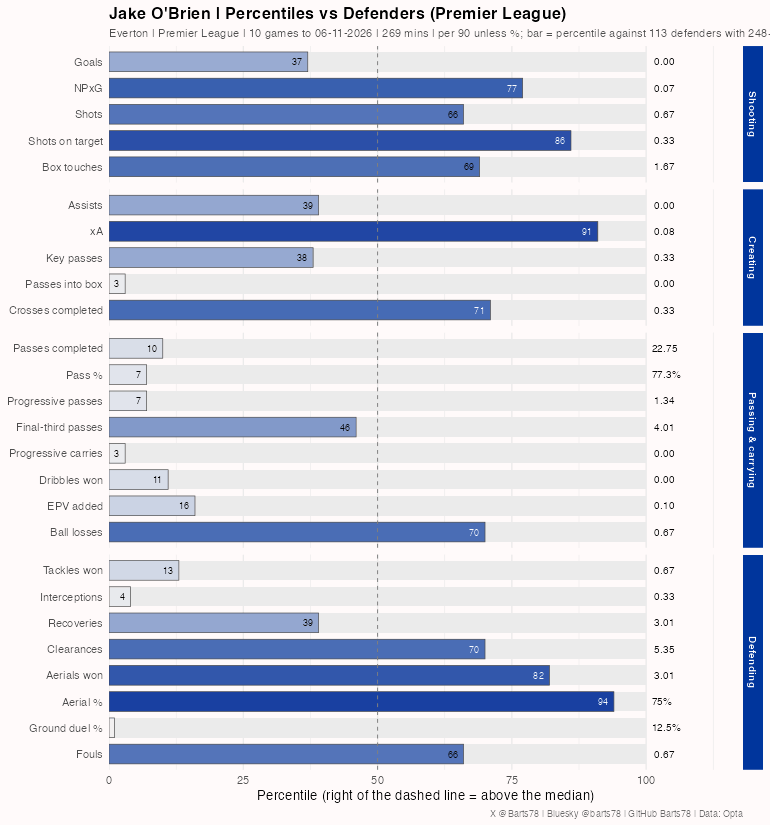 Jake O'Brien | Percentiles vs Defenders (Premier League)
Everton | Premier League | 10 games to 06-11-2026 | 269 mins | per 90 unless %; bar = percentile against 113 defenders with 248-
Goals 37 0.00
NPxG 77 0.07
Shots 66 0.67
Shots on target 86 0.33
Box touches 69 1.67
Shooting
Assists 39 0.00
xA 91 0.08
Key passes 38 0.33
Passes into box 3 0.00
Crosses completed 71 0.33
Creating
Passes completed 10 22.75
Pass % 7 77.3%
Progressive passes 7 1.34
Final-third passes 46 4.01
Progressive carries 3 0.00
Dribbles won 11 0.00
EPV added 16 0.10
Ball losses 70 0.67
Passing & carrying
Tackles won 13 0.67
Interceptions 4 0.33
Recoveries 39 3.01
Clearances 70 5.35
Aerials won 82 3.01
Aerial % 94 75%
Ground duel % 12.5%
Fouls 66 0.67
Defending
0 25 50 75 100
Percentile (right of the dashed line = above the median)
X @Barts78 | Bluesky @barts78 | GitHub Barts78 | Data: Opta